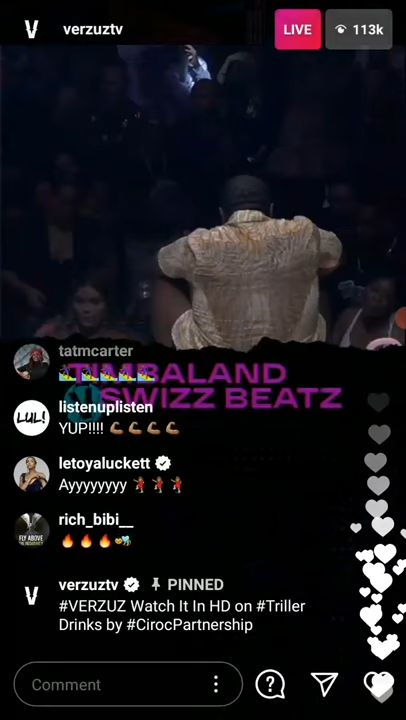 V
verzuztv
LIVE
113k
tatmcarter
TIMBALAND
SWIZZ BEATZ
LUL!
listenuplisten
YUP!!!! 💪🏽💪🏽💪🏽💪🏽
letoyaluckett
Ayyyyyyyy 💃🏾💃🏾💃🏾
rich_bibi__
FLY ABOVE
🔥🔥🔥
V
verzuztv PINNED
#VERZUZ Watch It In HD on #Triller
Drinks by #CirocPartnership
Comment